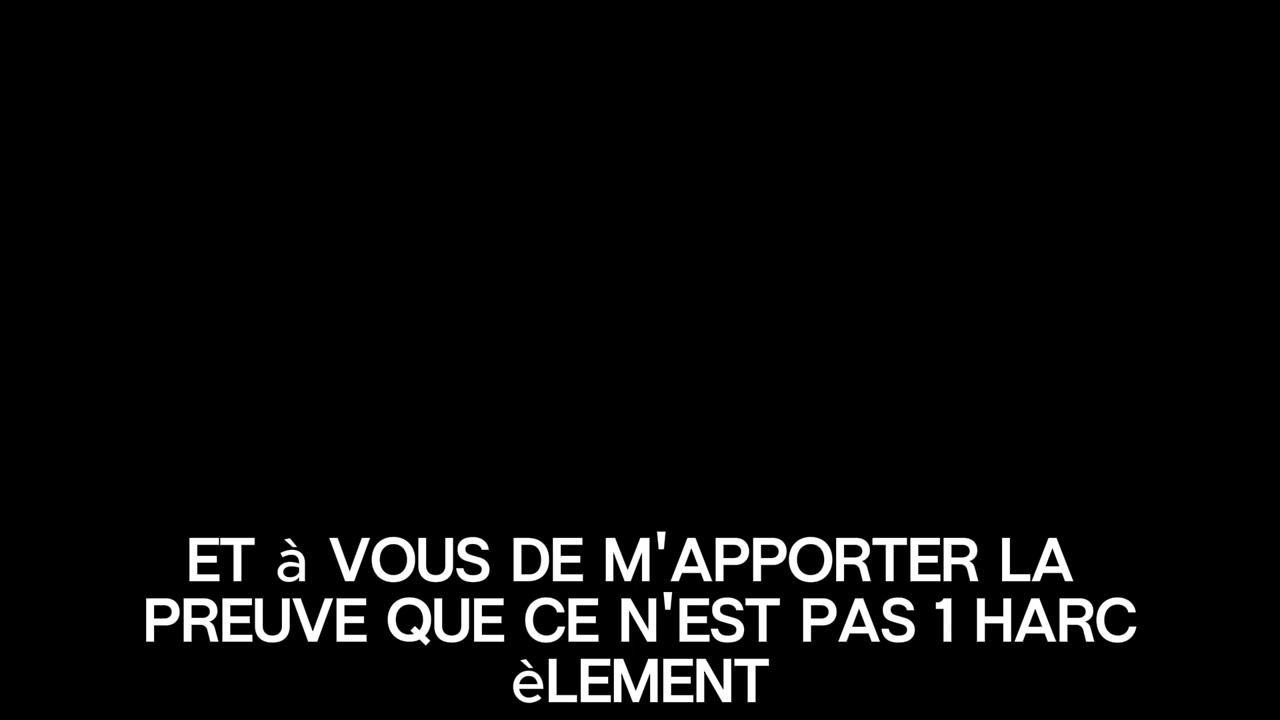 ET à VOUS DE M'APPORTER LA
PREUVE QUE CE N'EST PAS 1 HARC
èLEMENT